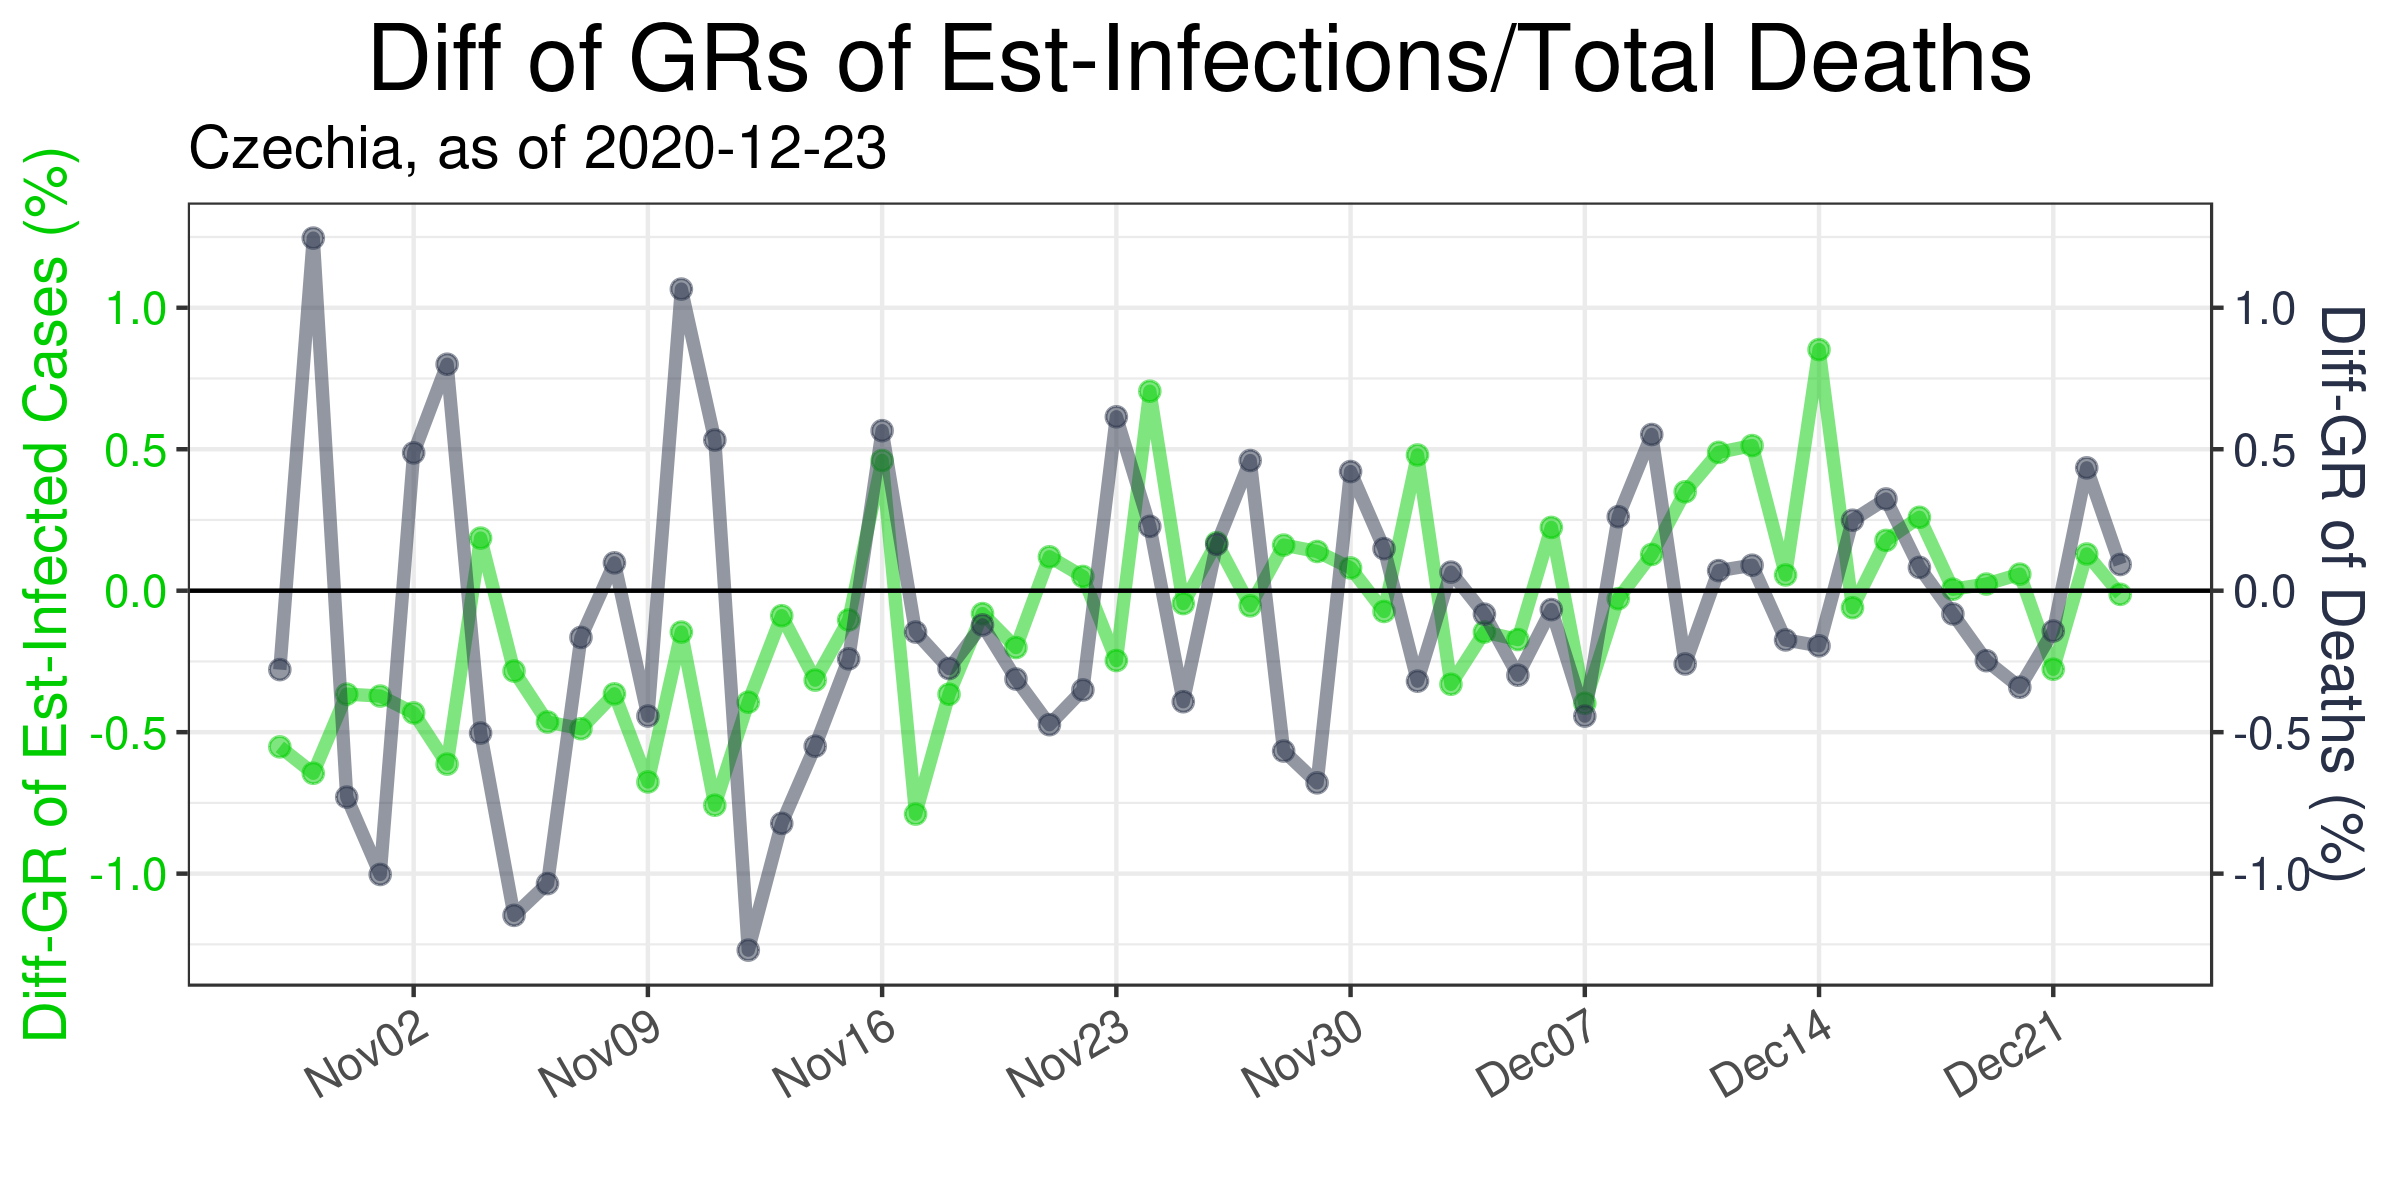 Diff of GRs of Est-Infections/Total Deaths
Czechia, as of 2020-12-23
Diff-GR of Est-Infected Cases (%)
1.0
0.5
0.0
-0.5
-1.0
1.0
0.5
0.0
-0.5
-1.0
Diff-GR of Deaths (%)
Nov02
Nov09
Nov16
Nov23
Nov30
Dec07
Dec14
Dec21